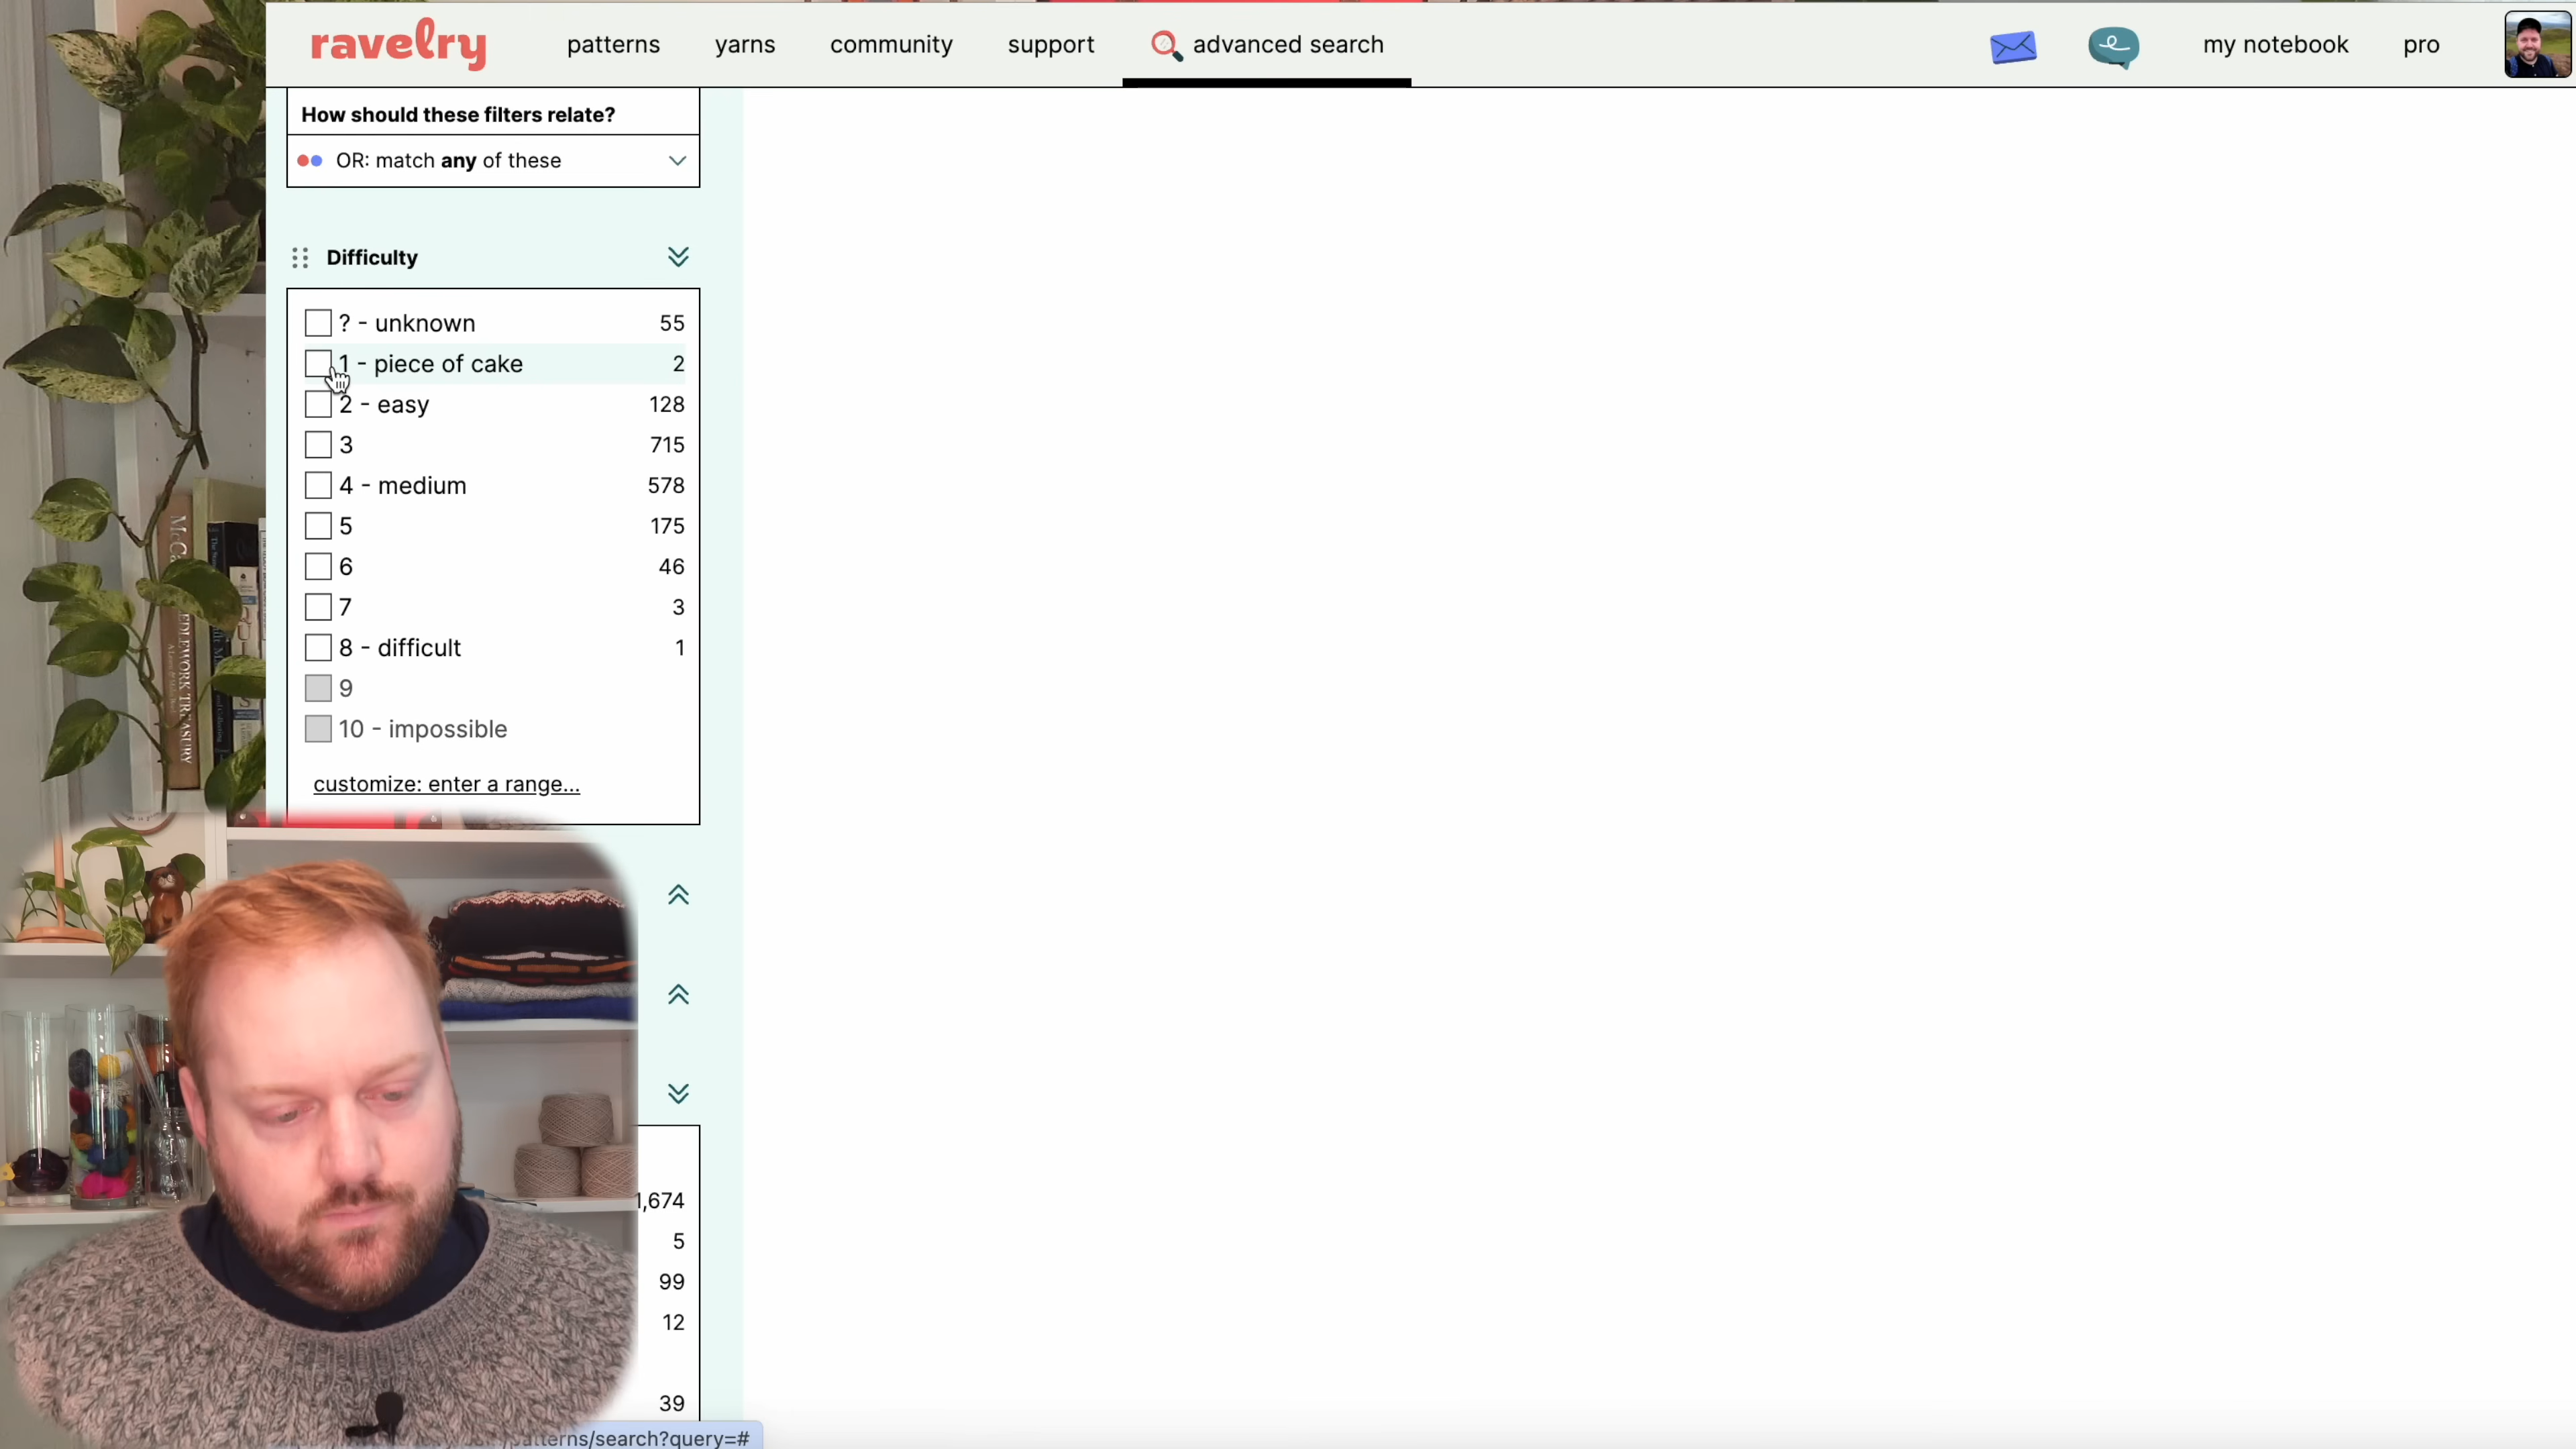 ravelry patterns yarns community support advanced search my notebook pro
How should these filters relate?
OR: match any of these
Difficulty
? - unknown 55
1 - piece of cake 2
2 - easy 128
3 715
4 - medium 578
5 175
6 46
7 3
8 - difficult 1
9
10 - impossible
customize: enter a range...
1,674
5
99
12
39
/search?query=#